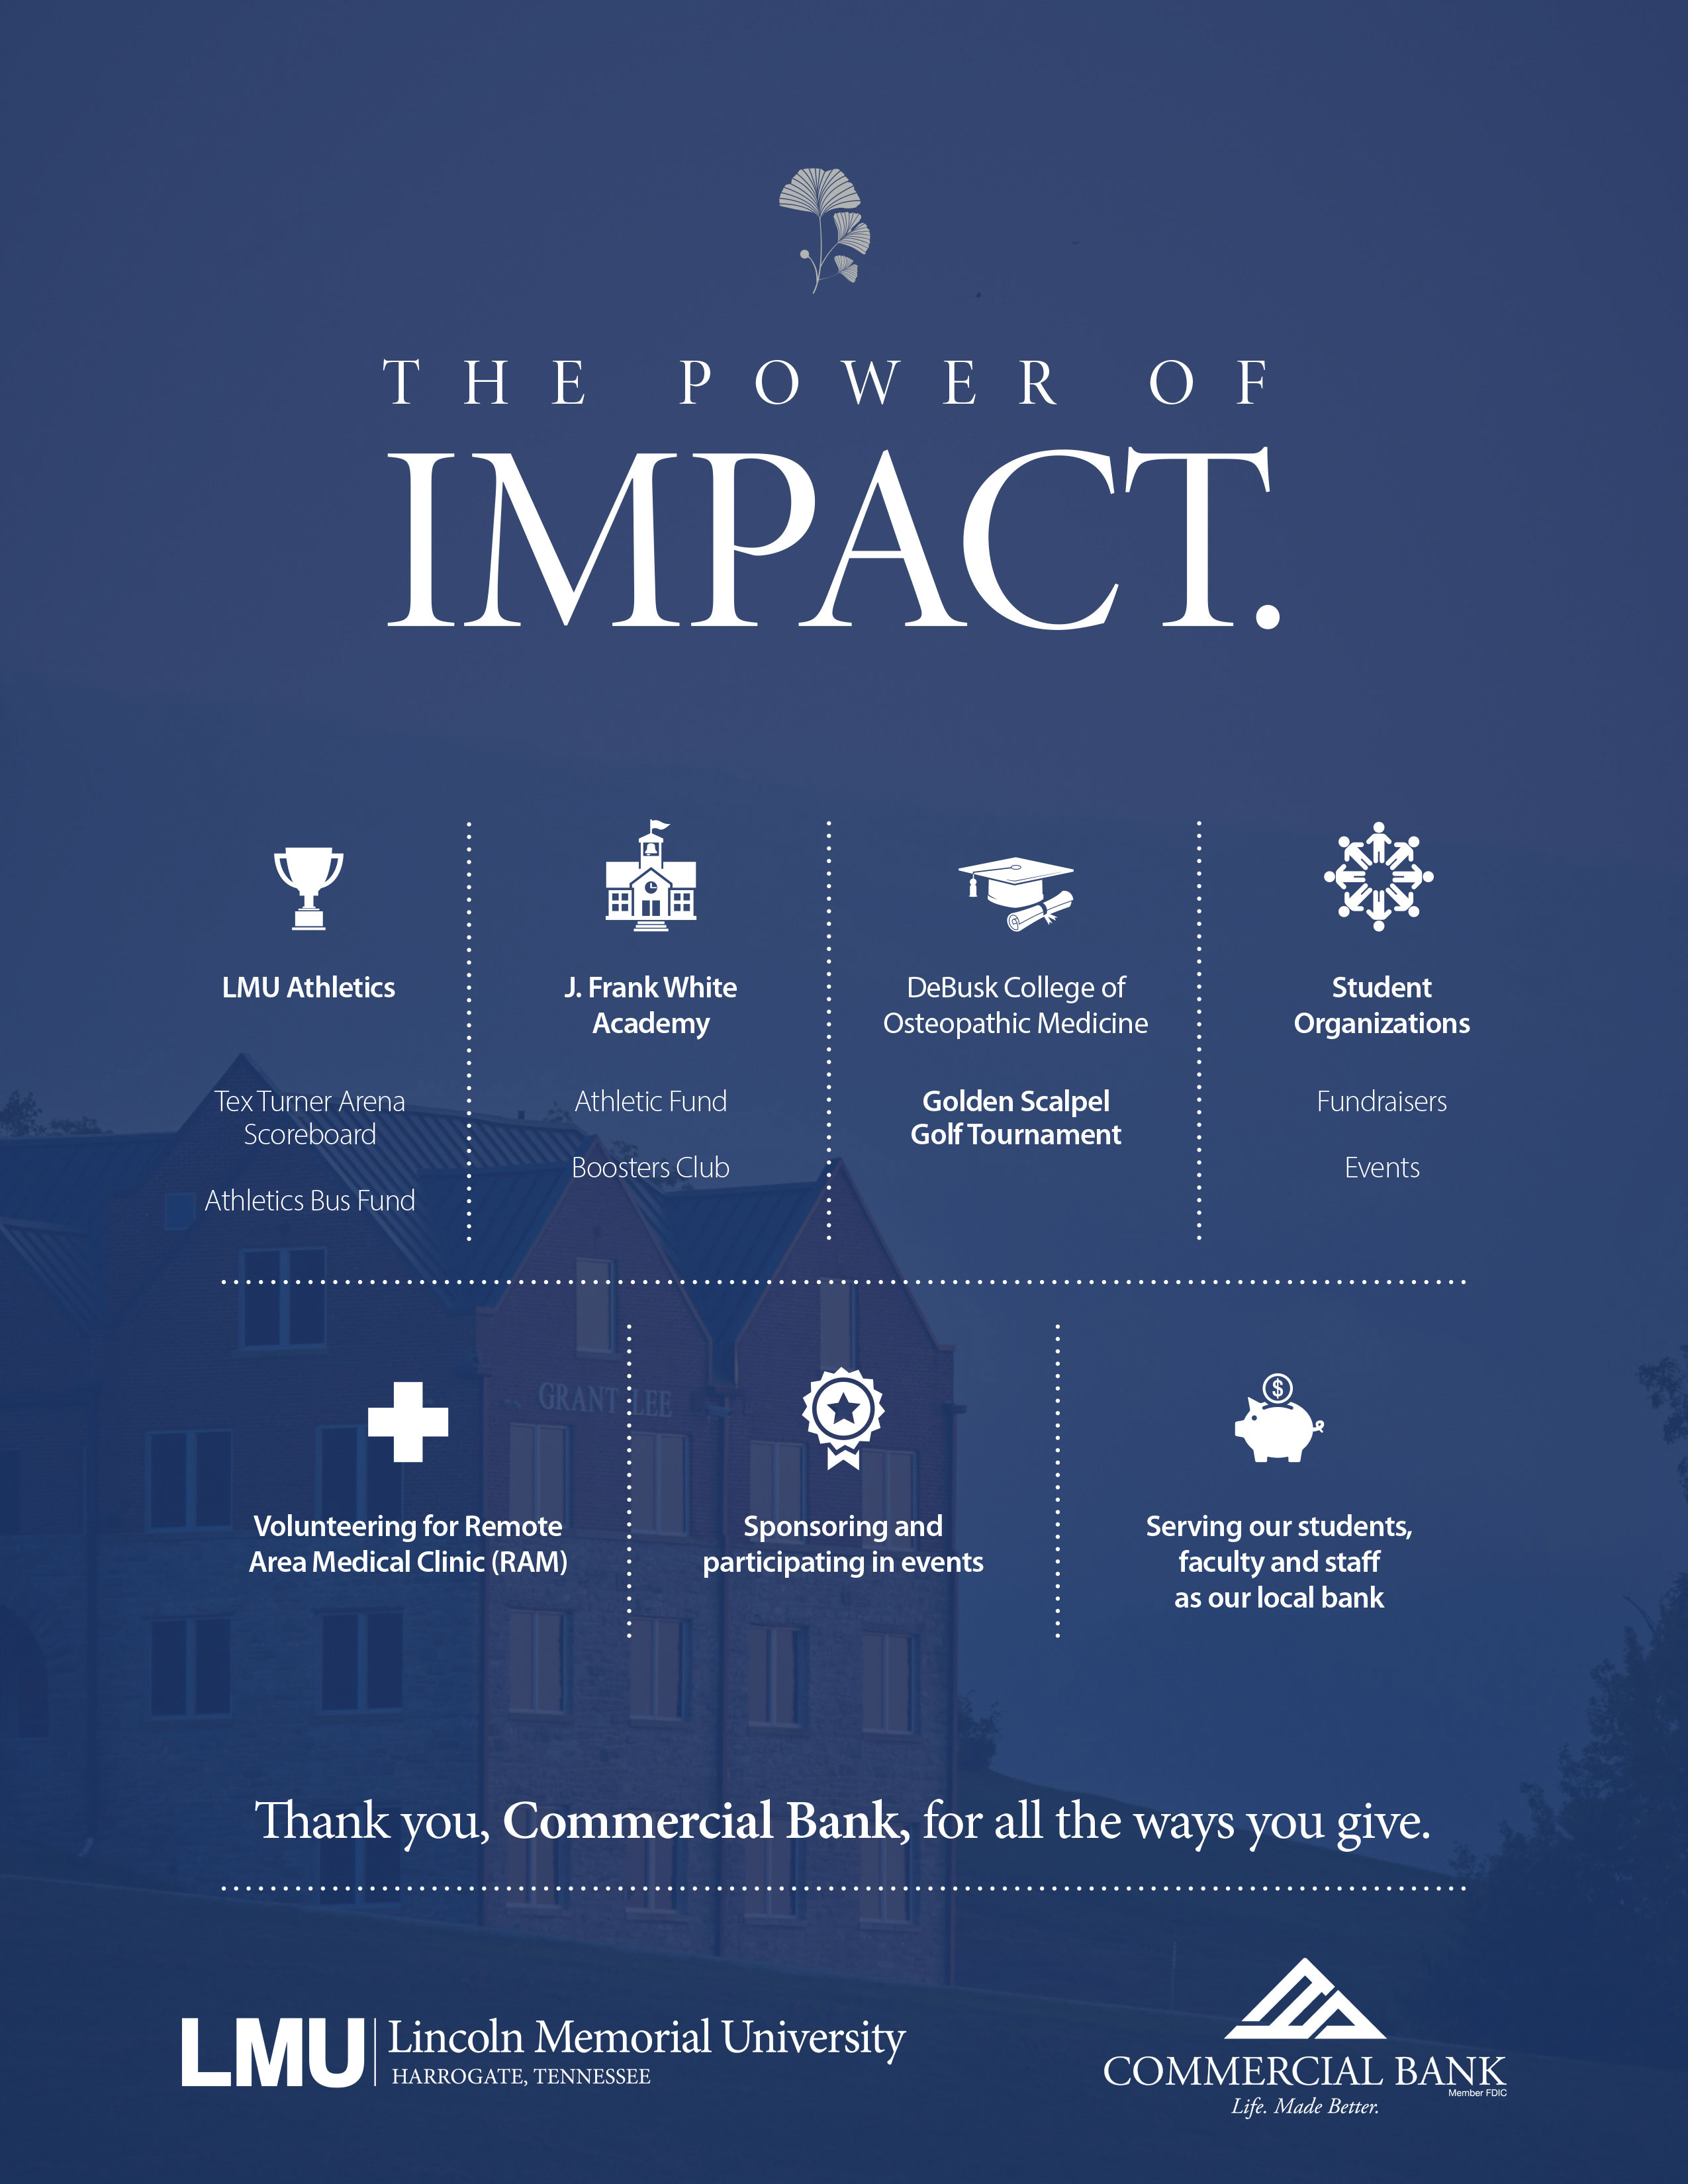 THE POWER OF
IMPACT.
LMU Athletics
Tex Turner Arena
Scoreboard
Athletics Bus Fund
J. Frank White
Academy
Athletic Fund
Boosters Club
DeBusk College of
Osteopathic Medicine
Golden Scalpel
Golf Tournament
Student
Organizations
Fundraisers
Events
GRANT LEE
$
Volunteering for Remote
Area Medical Clinic (RAM)
Sponsoring and
participating in events
Serving our students,
faculty and staff
as our local bank
Thank you, Commercial Bank, for all the ways you give.
LMU Lincoln Memorial University
HARROGATE, TENNESSEE
COMMERCIAL BANK
Member FDIC
Life. Made Better.